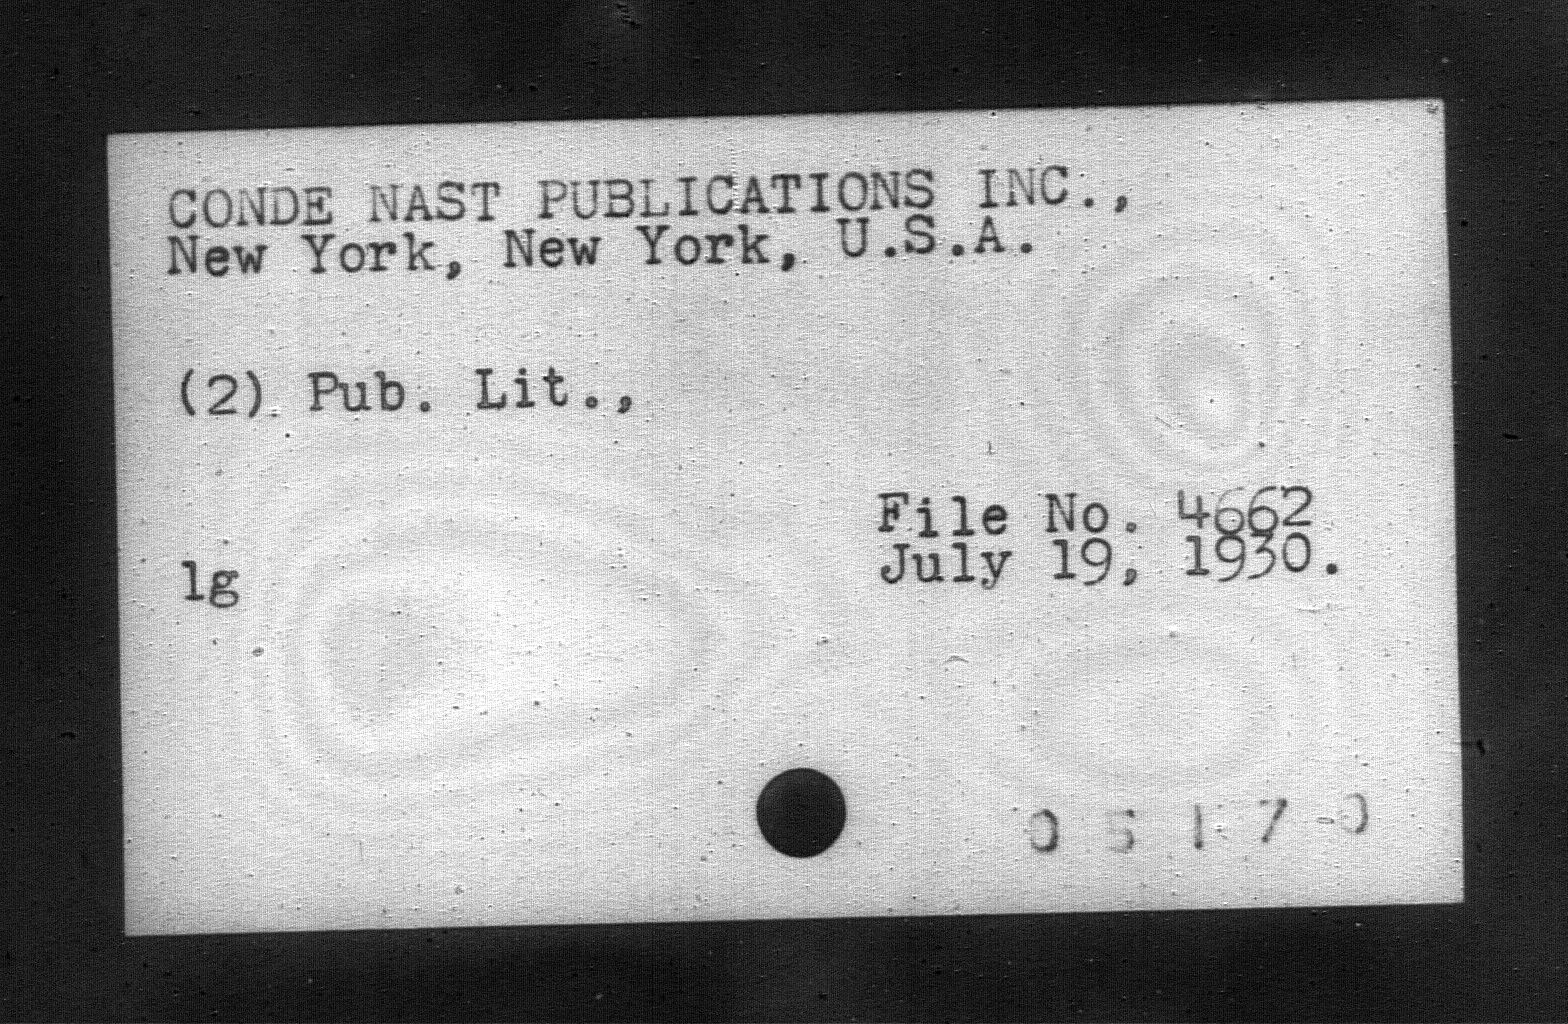 CONDE NAST PUBLICATIONS INC.,
New York, New York, U.S.A.
(2) Pub. Lit.,
File No. 4662
July 19, 1930.
lg
0 5 1 7 0